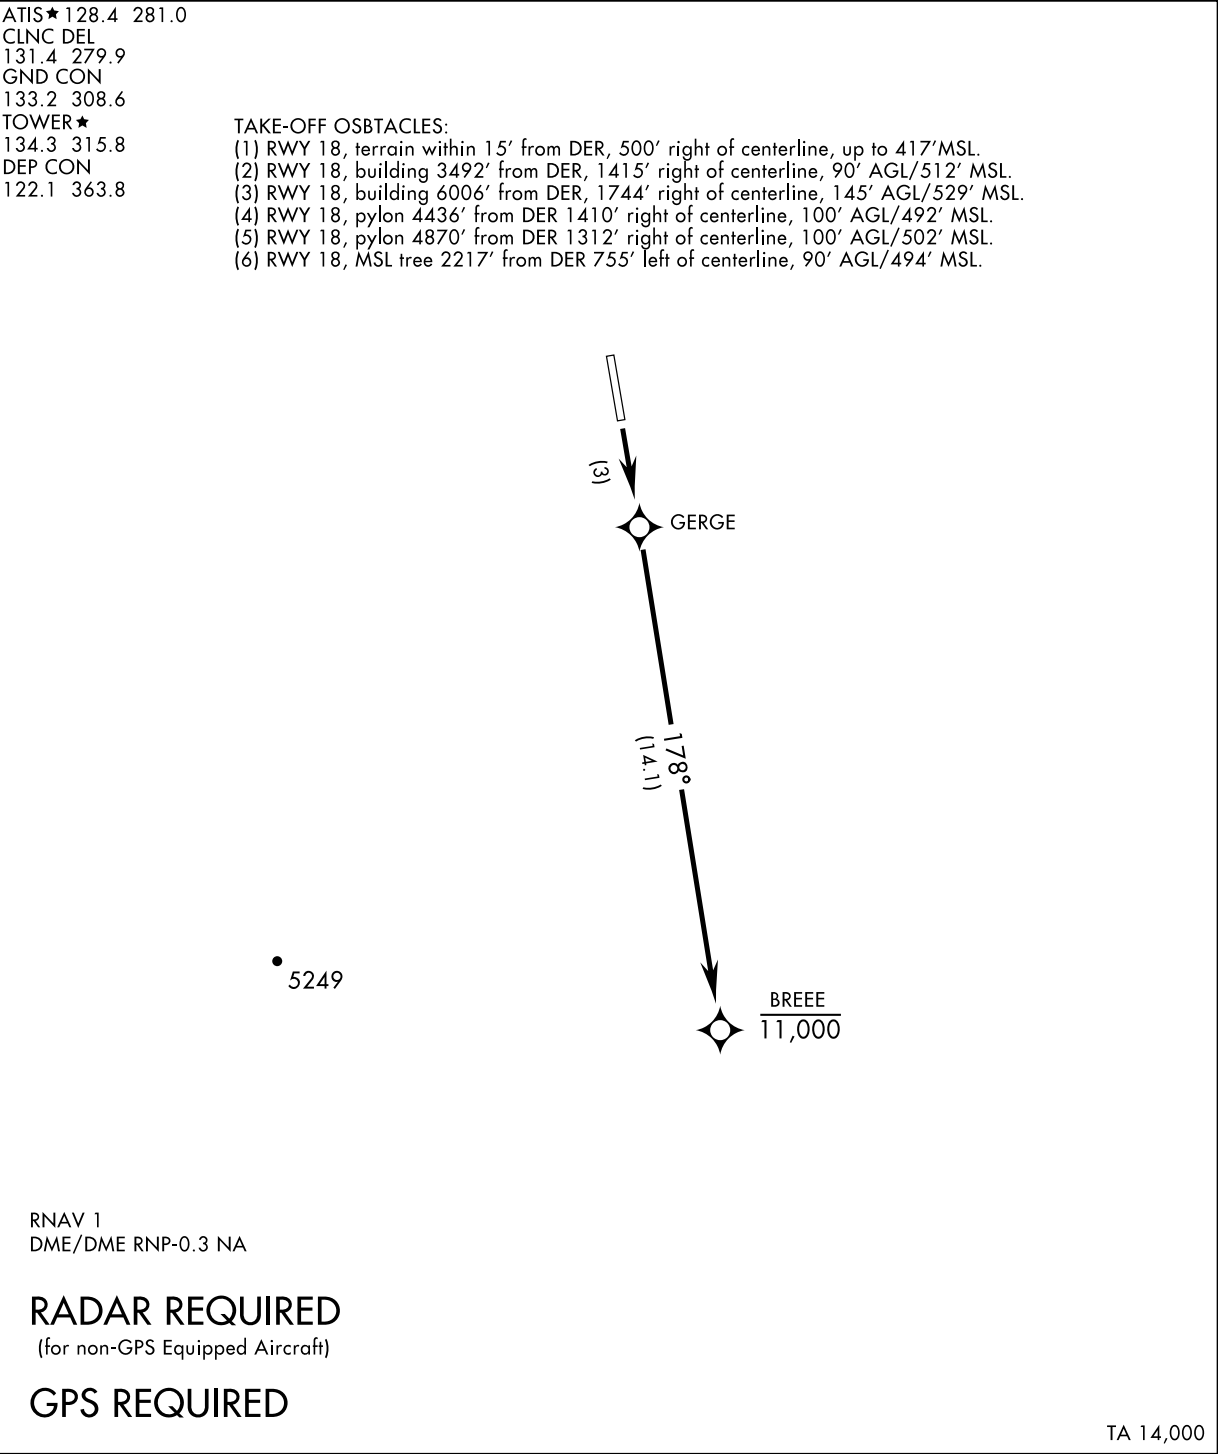 ATIS★ 128.4 281.0
CLNC DEL
131.4 279.9
GND CON
133.2 308.6
TOWER★
134.3 315.8
DEP CON
122.1 363.8
TAKE-OFF OSBTACLES:
(1) RWY 18, terrain within 15' from DER, 500' right of centerline, up to 417'MSL.
(2) RWY 18, building 3492' from DER, 1415' right of centerline, 90' AGL/512' MSL.
(3) RWY 18, building 6006' from DER, 1744' right of centerline, 145' AGL/529' MSL.
(4) RWY 18, pylon 4436' from DER 1410' right of centerline, 100' AGL/492' MSL.
(5) RWY 18, pylon 4870' from DER 1312' right of centerline, 100' AGL/502' MSL.
(6) RWY 18, MSL tree 2217' from DER 755' left of centerline, 90' AGL/494' MSL.
(3)
GERGE
178°
(14.1)
5249
BREEE
11,000
RNAV 1
DME/DME RNP-0.3 NA
RADAR REQUIRED
(for non-GPS Equipped Aircraft)
GPS REQUIRED
TA 14,000